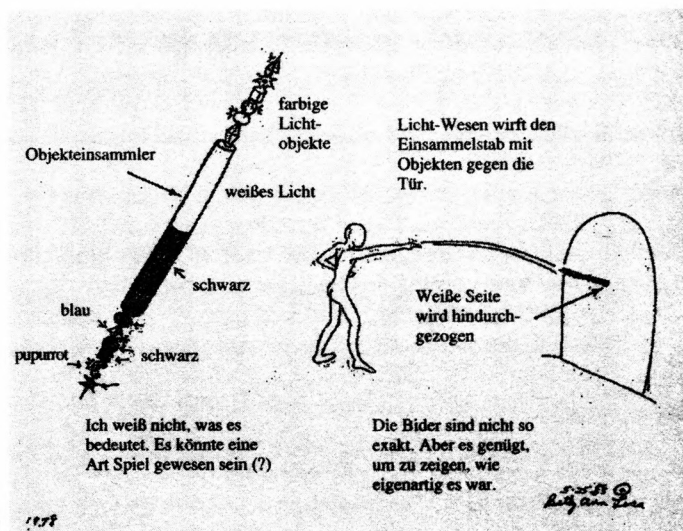 farbige
Licht-
objekte
Objekteinsammler
weißes Licht
schwarz
blau
pupurrot
schwarz
Licht-Wesen wirft den
Einsammelstab mit
Objekten gegen die
Tür.
Weiße Seite
wird hindurch-
gezogen
Ich weiß nicht, was es
bedeutet. Es könnte eine
Art Spiel gewesen sein (?)
Die Bider sind nicht so
exakt. Aber es genügt,
um zu zeigen, wie
eigenartig es war.